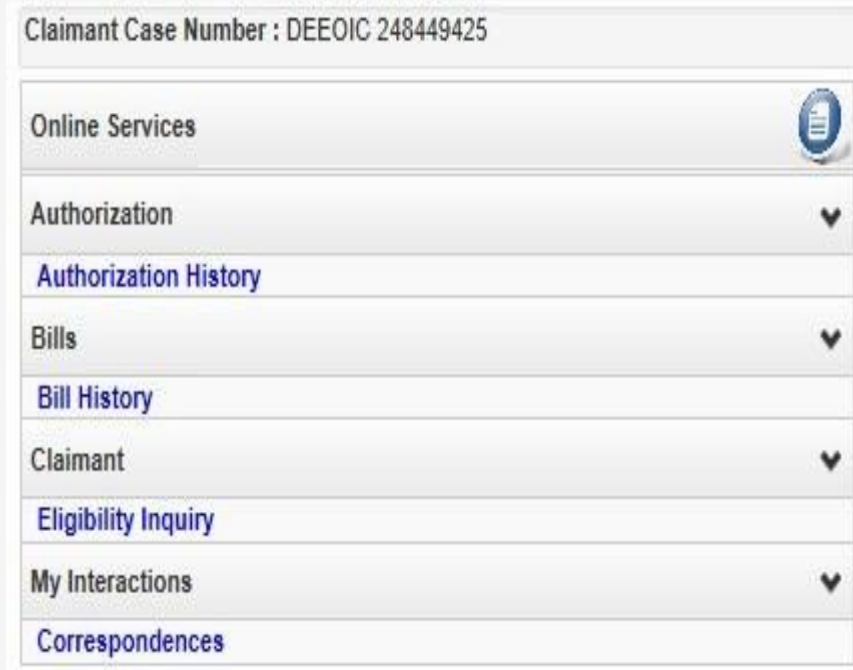 Claimant Case Number : DEEOIC 248449425
Online Services
Authorization
Authorization History
Bills
Bill History
Claimant
Eligibility Inquiry
My Interactions
Correspondences